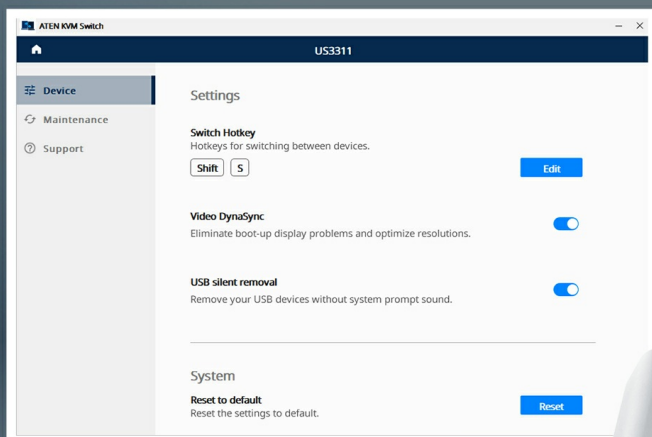 ATEN KVM Switch
US3311
Device
Maintenance
Support
Settings
Switch Hotkey
Hotkeys for switching between devices.
Shift S
Edit
Video DynaSync
Eliminate boot-up display problems and optimize resolutions.
USB silent removal
Remove your USB devices without system prompt sound.
System
Reset to default
Reset the settings to default.
Reset